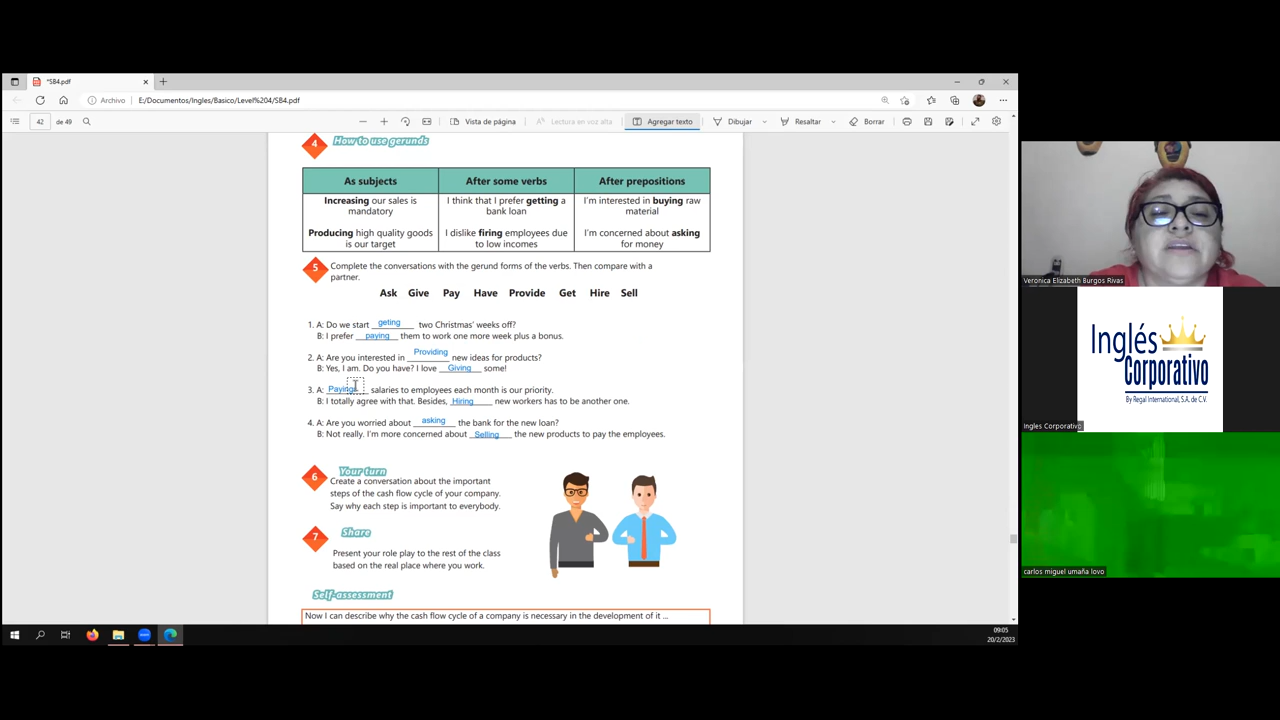 *SB4.pdf
Archivo
E:/Documentos/Ingles/Basico/Level%204/SB4.pdf
42 de 49
Vista de página
Lectura en voz alta
Agregar texto
Dibujar
Resaltar
Borrar
4 How to use gerunds
As subjects After some verbs After prepositions
Increasing our sales is mandatory
I think that I prefer getting a bank loan
I'm interested in buying raw material
Producing high quality goods is our target
I dislike firing employees due to low incomes
I'm concerned about asking for money
5 Complete the conversations with the gerund forms of the verbs. Then compare with a
partner.
Ask Give Pay Have Provide Get Hire Sell
1. A: Do we start geting two Christmas' weeks off?
B: I prefer paying them to work one more week plus a bonus.
2. A: Are you interested in Providing new ideas for products?
B: Yes, I am. Do you have? I love Giving some!
3. A: Paying salaries to employees each month is our priority.
B: I totally agree with that. Besides, Hiring new workers has to be another one.
4. A: Are you worried about asking the bank for the new loan?
B: Not really. I'm more concerned about Selling the new products to pay the employees.
6 Your turn
Create a conversation about the important
steps of the cash flow cycle of your company.
Say why each step is important to everybody.
7 Share
Present your role play to the rest of the class
based on the real place where you work.
Self-assessment
Now I can describe why the cash flow cycle of a company is necessary in the development of it ...
09:05
20/2/2023
Veronica Elizabeth Burgos Rivas
Inglés
Corporativo
By Regal International, S.A. de C.V.
Ingles Corporativo
carlos miguel umaña lovo